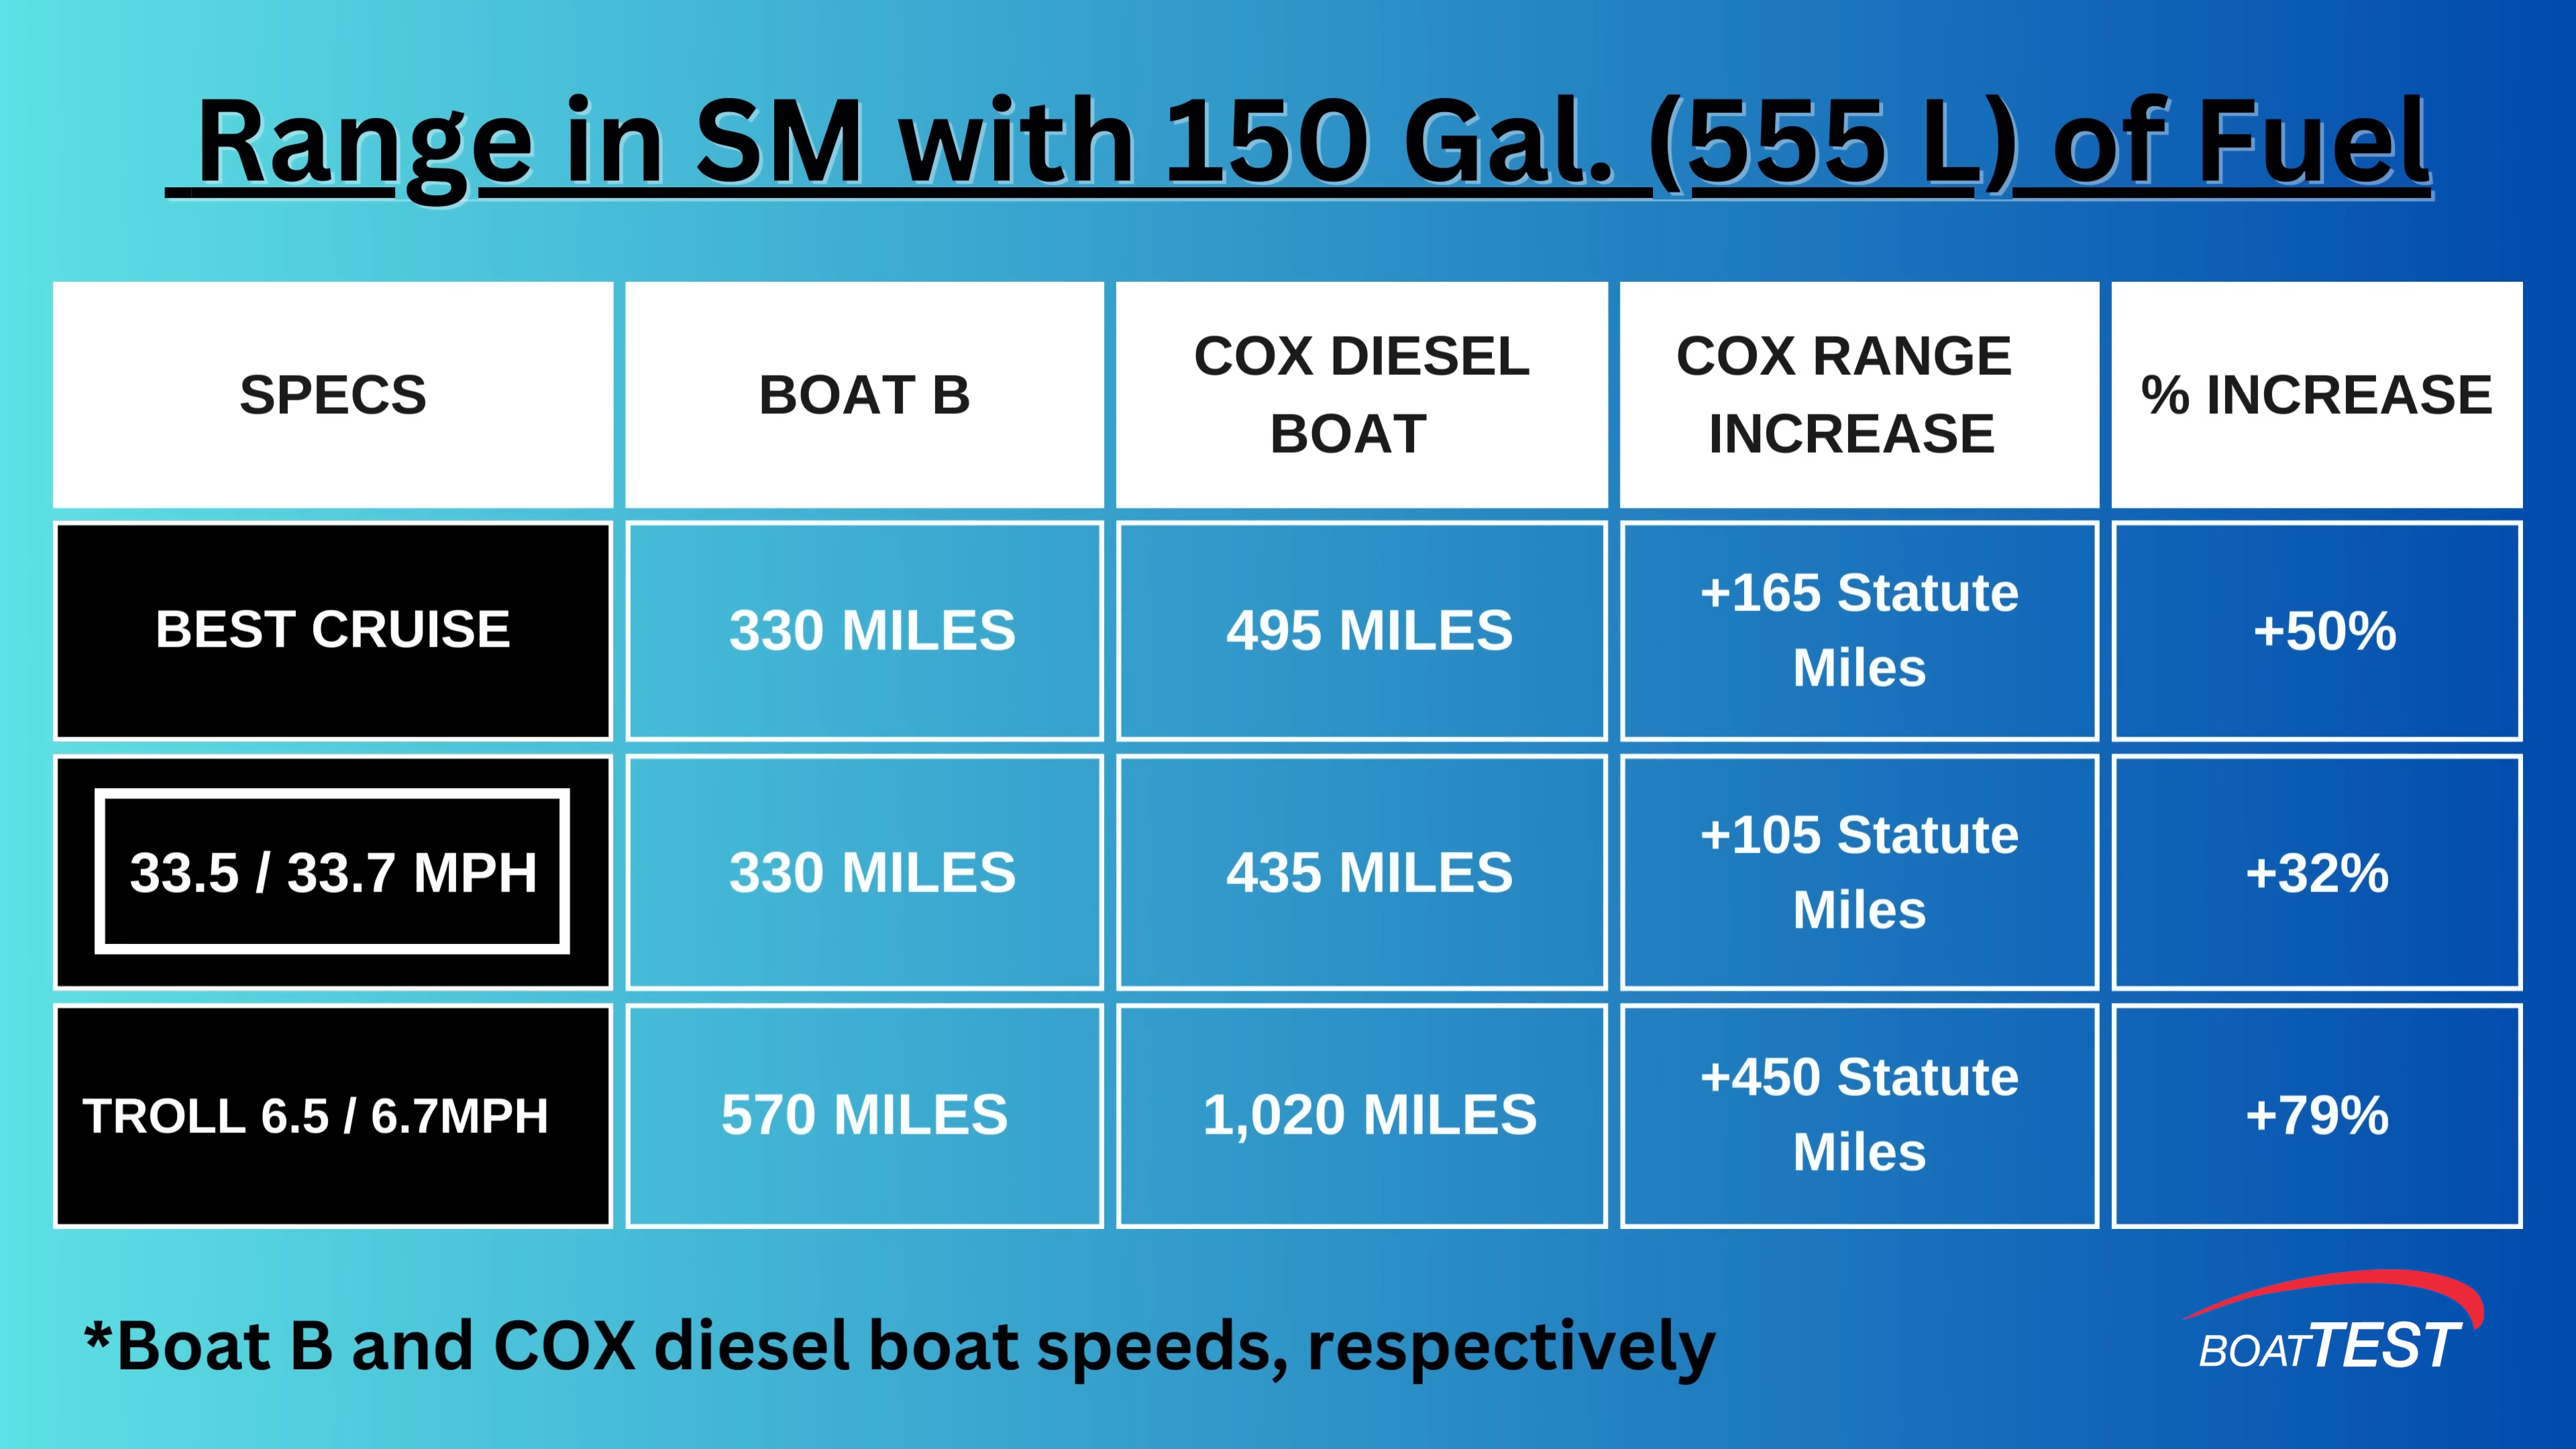 Range in SM with 150 Gal. (555 L) of Fuel
SPECS
BOAT B
COX DIESEL
BOAT
COX RANGE
INCREASE
% INCREASE
BEST CRUISE
330 MILES
495 MILES
+165 Statute
Miles
+50%
33.5 / 33.7 MPH
330 MILES
435 MILES
+105 Statute
Miles
+32%
TROLL 6.5 / 6.7MPH
570 MILES
1,020 MILES
+450 Statute
Miles
+79%
*Boat B and COX diesel boat speeds, respectively
BOATTEST